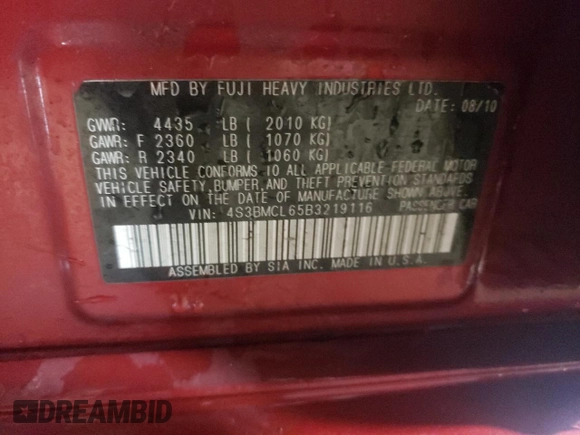 MFD BY FUJI HEAVY INDUSTRIES LTD.
DATE: 08/10
GVWR: 4435 LB ( 2010 KG)
GAWR: F 2360 LB ( 1070 KG)
GAWR: R 2340 LB ( 1060 KG)
THIS VEHICLE CONFORMS TO ALL APPLICABLE FEDERAL MOTOR
VEHICLE SAFETY, BUMPER, AND THEFT PREVENTION STANDARDS
IN EFFECT ON THE DATE OF MANUFACTURE SHOWN ABOVE.
VIN: 4S3BMCL65B3219116 PASSENGER CAR
ASSEMBLED BY SIA INC. MADE IN U.S.A.
DREAMBID